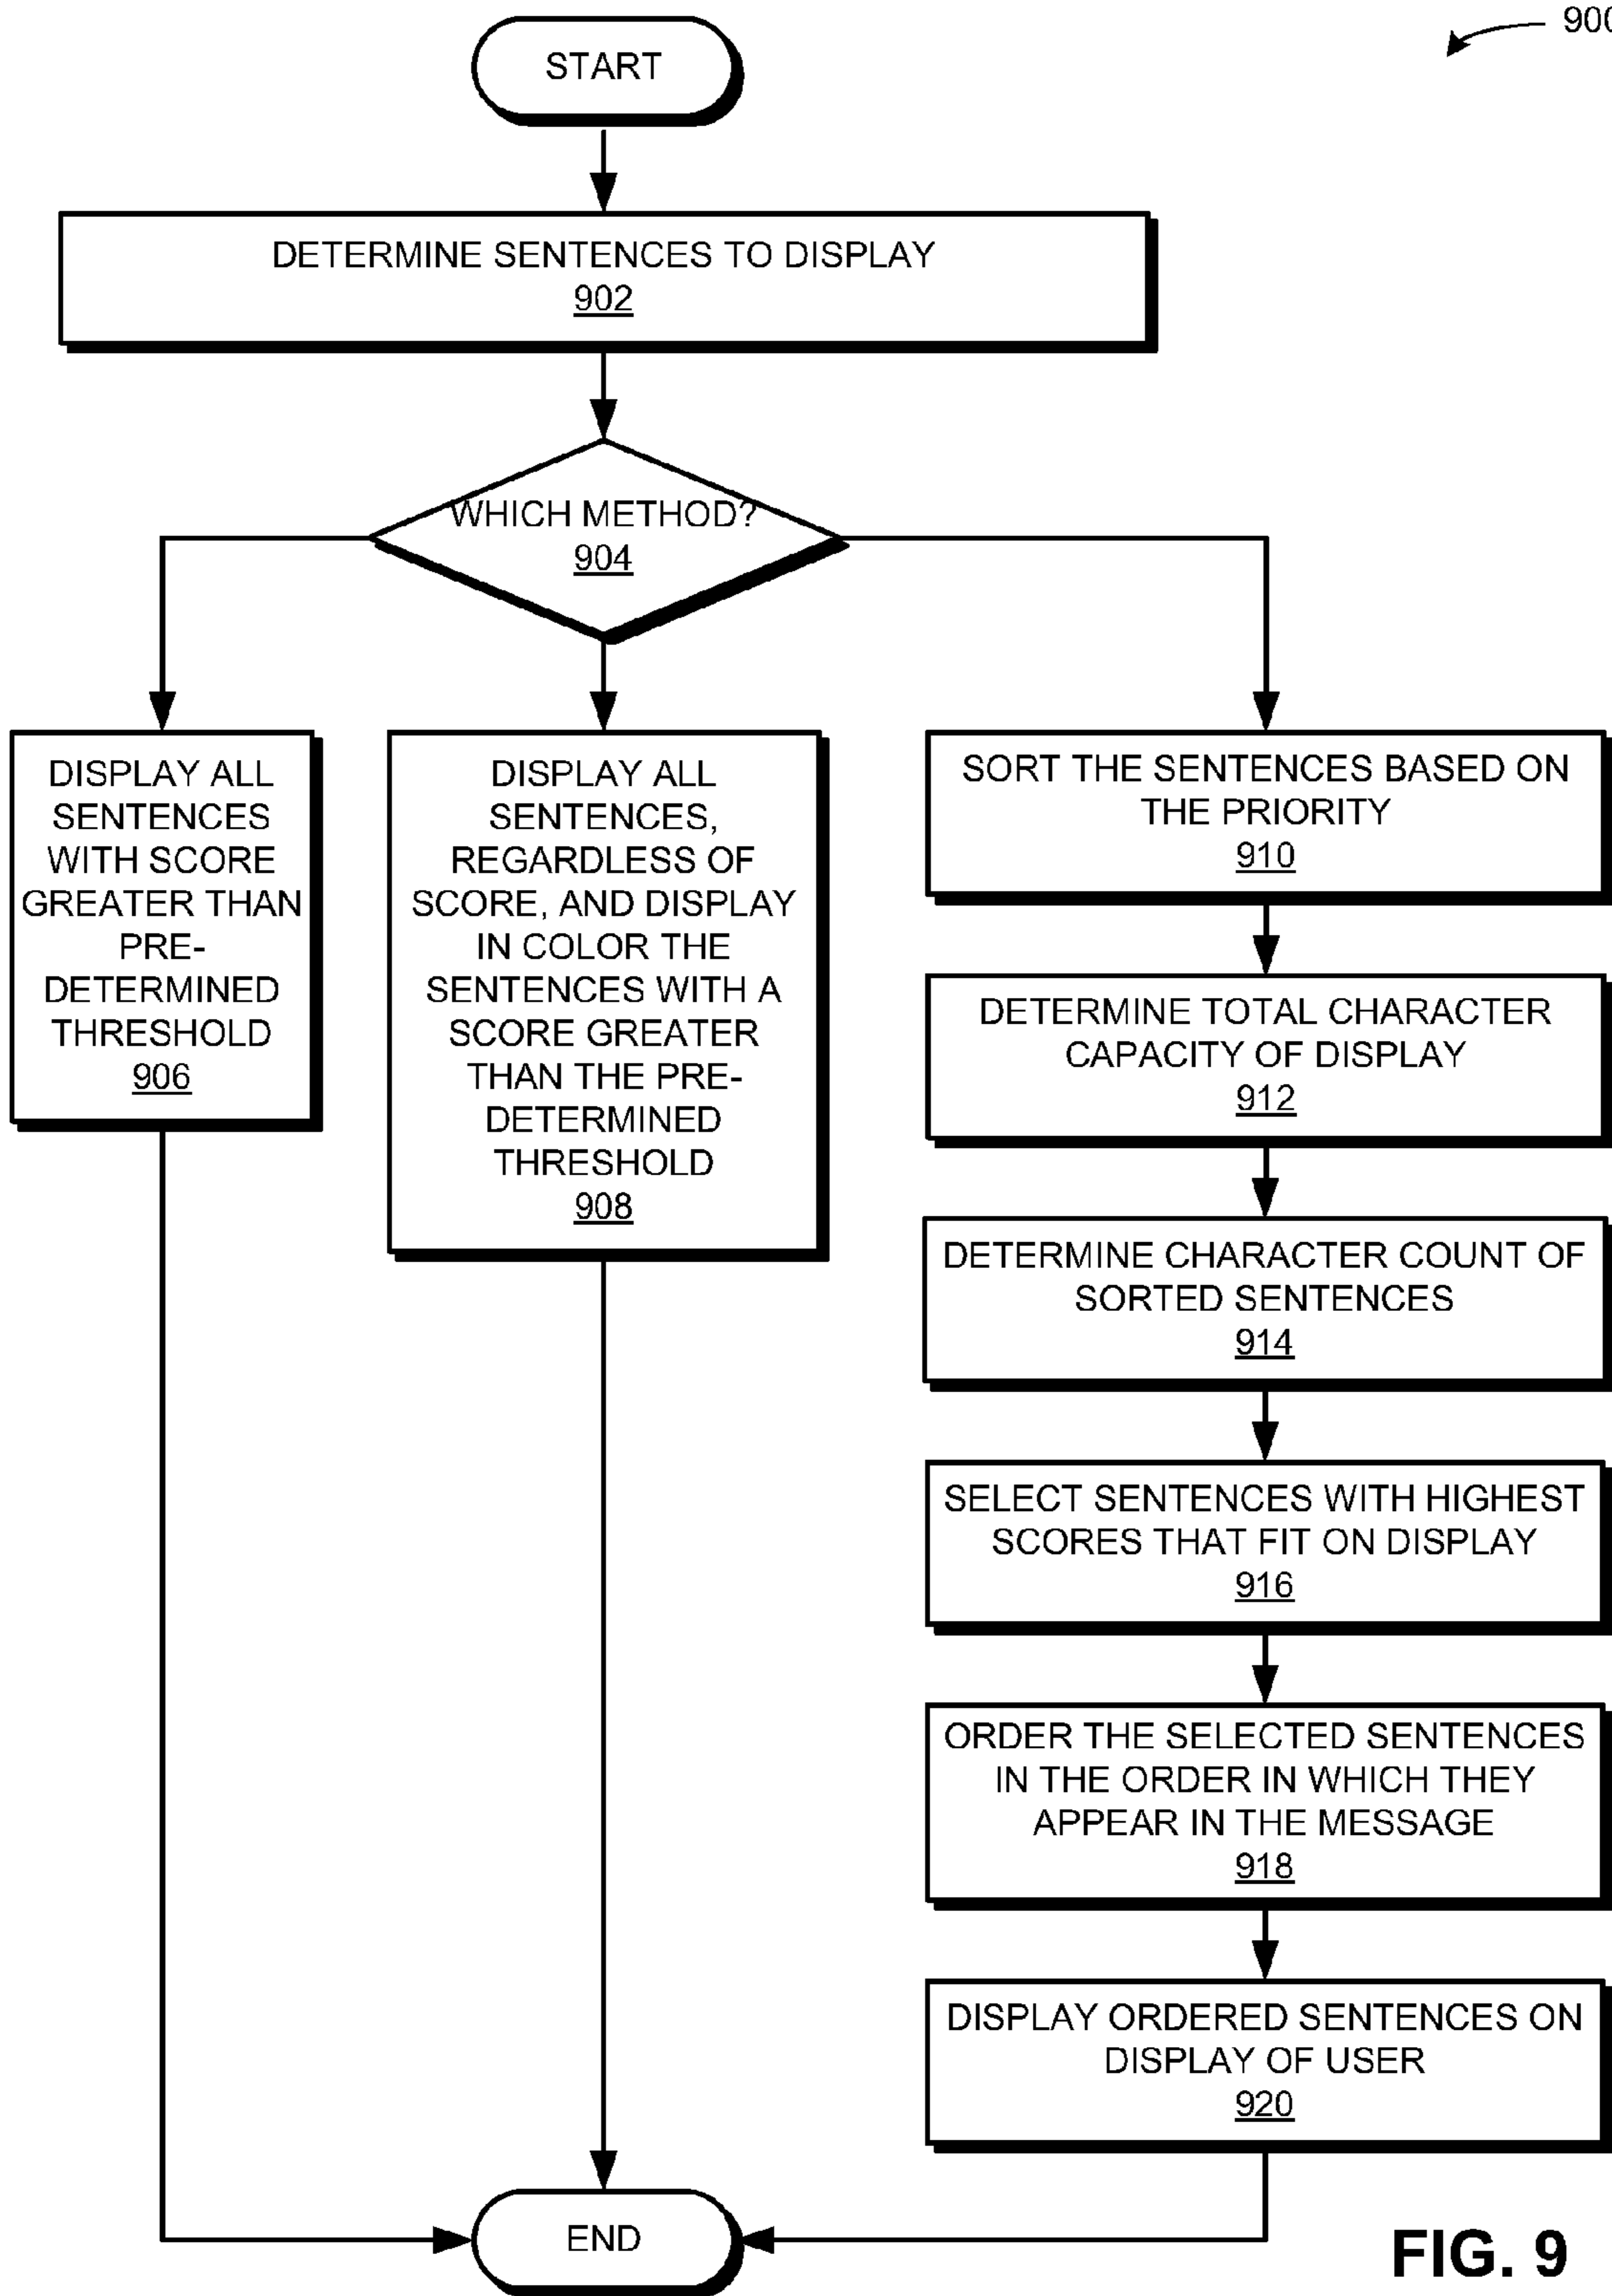 900
START
DETERMINE SENTENCES TO DISPLAY
902
WHICH METHOD?
904
DISPLAY ALL
SENTENCES
WITH SCORE
GREATER THAN
PRE-
DETERMINED
THRESHOLD
906
DISPLAY ALL
SENTENCES,
REGARDLESS OF
SCORE, AND DISPLAY
IN COLOR THE
SENTENCES WITH A
SCORE GREATER
THAN THE PRE-
DETERMINED
THRESHOLD
908
SORT THE SENTENCES BASED ON
THE PRIORITY
910
DETERMINE TOTAL CHARACTER
CAPACITY OF DISPLAY
912
DETERMINE CHARACTER COUNT OF
SORTED SENTENCES
914
SELECT SENTENCES WITH HIGHEST
SCORES THAT FIT ON DISPLAY
916
ORDER THE SELECTED SENTENCES
IN THE ORDER IN WHICH THEY
APPEAR IN THE MESSAGE
918
DISPLAY ORDERED SENTENCES ON
DISPLAY OF USER
920
END
FIG. 9